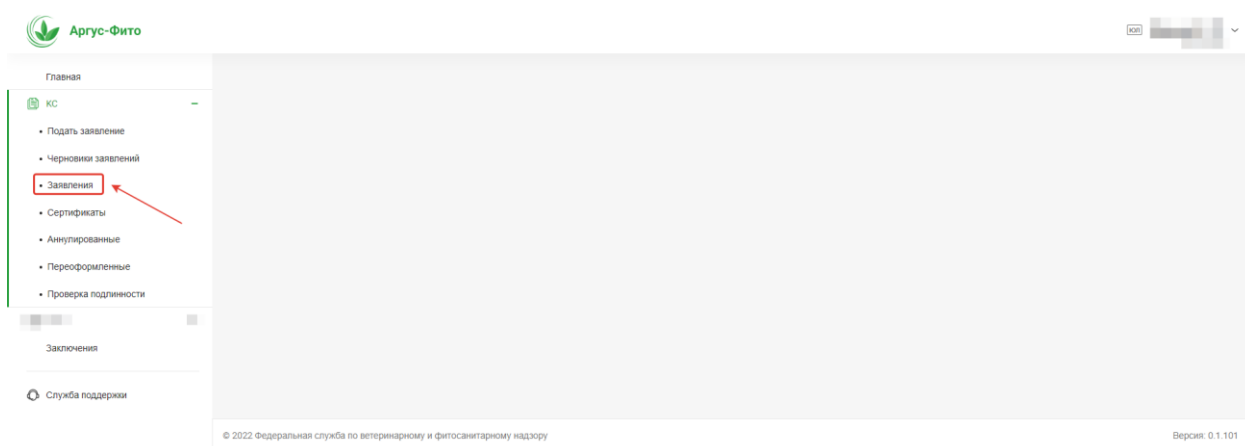 Аргус-Фито
ЮЛ
Главная
КС
Подать заявление
Черновики заявлений
Заявления
Сертификаты
Аннулированные
Переоформленные
Проверка подлинности
Заключения
Служба поддержки
© 2022 Федеральная служба по ветеринарному и фитосанитарному надзору
Версия: 0.1.101